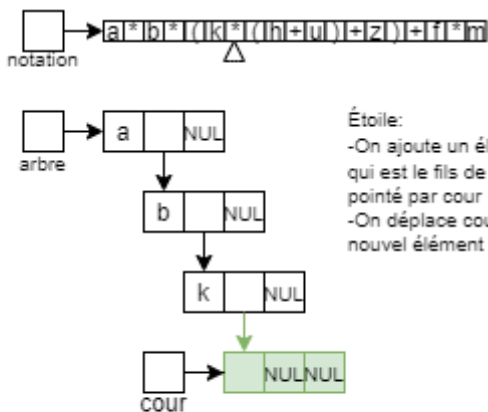 a*b*(k*(h+u)+z)+f*m
notation
arbre
a NUL
b NUL
k NUL
cour
NUL NUL
Étoile:
-On ajoute un él
qui est le fils de
pointé par cour
-On déplace cou
nouvel élément